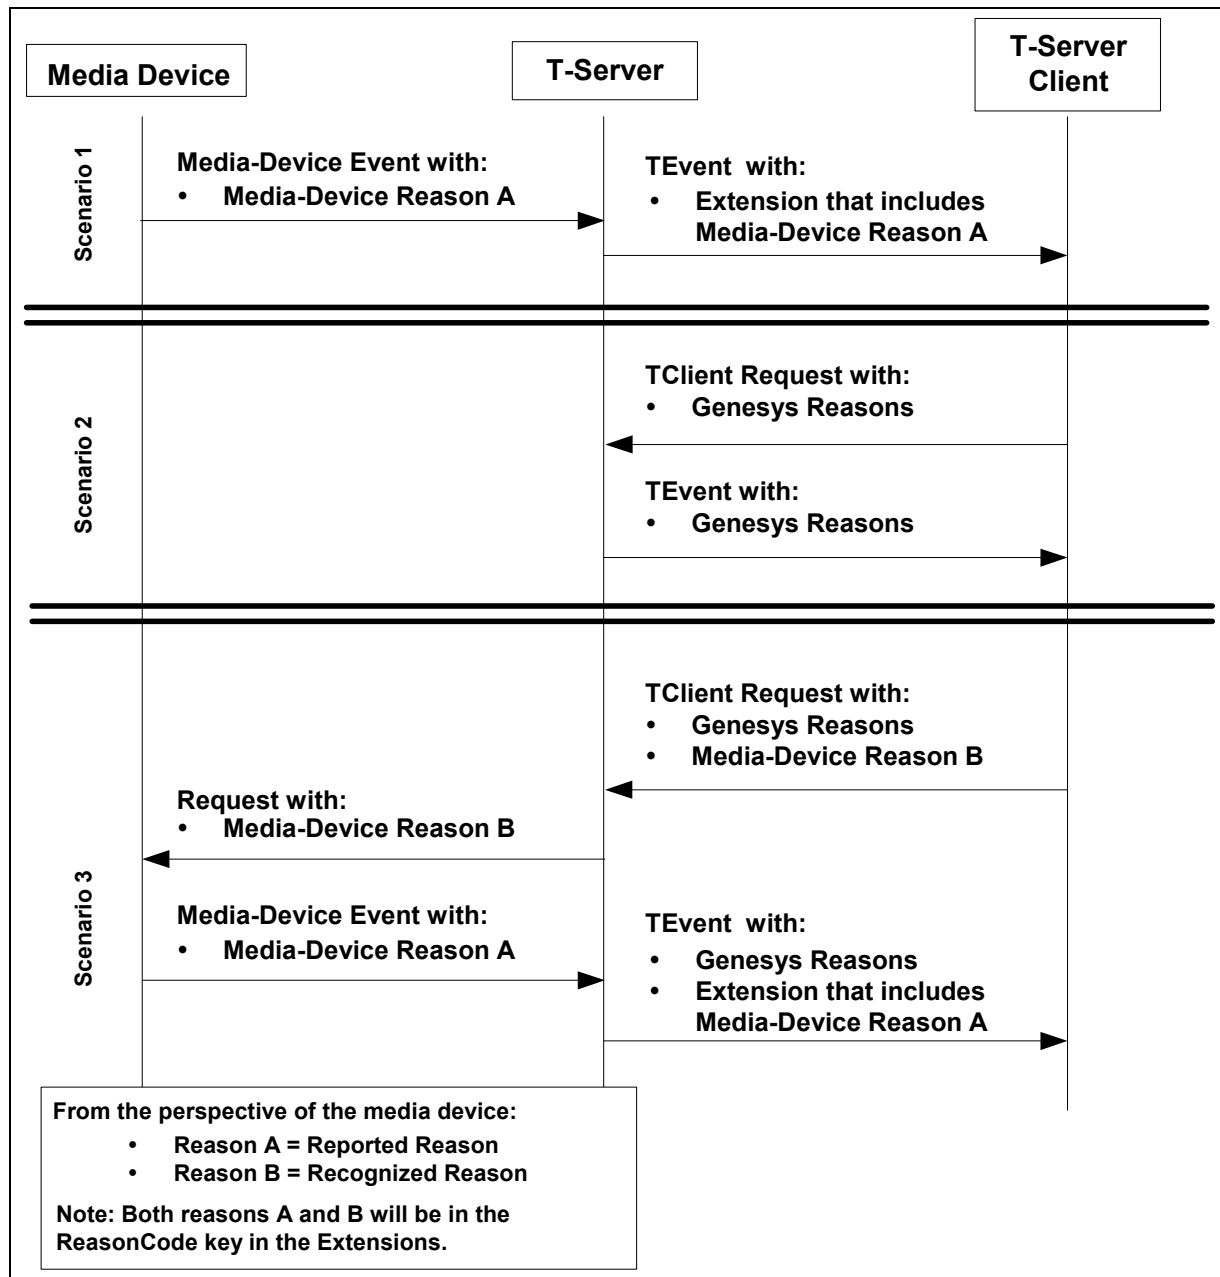 Media Device
T-Server
T-Server
Client
Scenario 1
Media-Device Event with:
• Media-Device Reason A
TEvent with:
• Extension that includes
Media-Device Reason A
Scenario 2
TClient Request with:
• Genesys Reasons
TEvent with:
• Genesys Reasons
Scenario 3
TClient Request with:
• Genesys Reasons
• Media-Device Reason B
Request with:
• Media-Device Reason B
Media-Device Event with:
• Media-Device Reason A
TEvent with:
• Genesys Reasons
• Extension that includes
Media-Device Reason A
From the perspective of the media device:
• Reason A = Reported Reason
• Reason B = Recognized Reason
Note: Both reasons A and B will be in the
ReasonCode key in the Extensions.